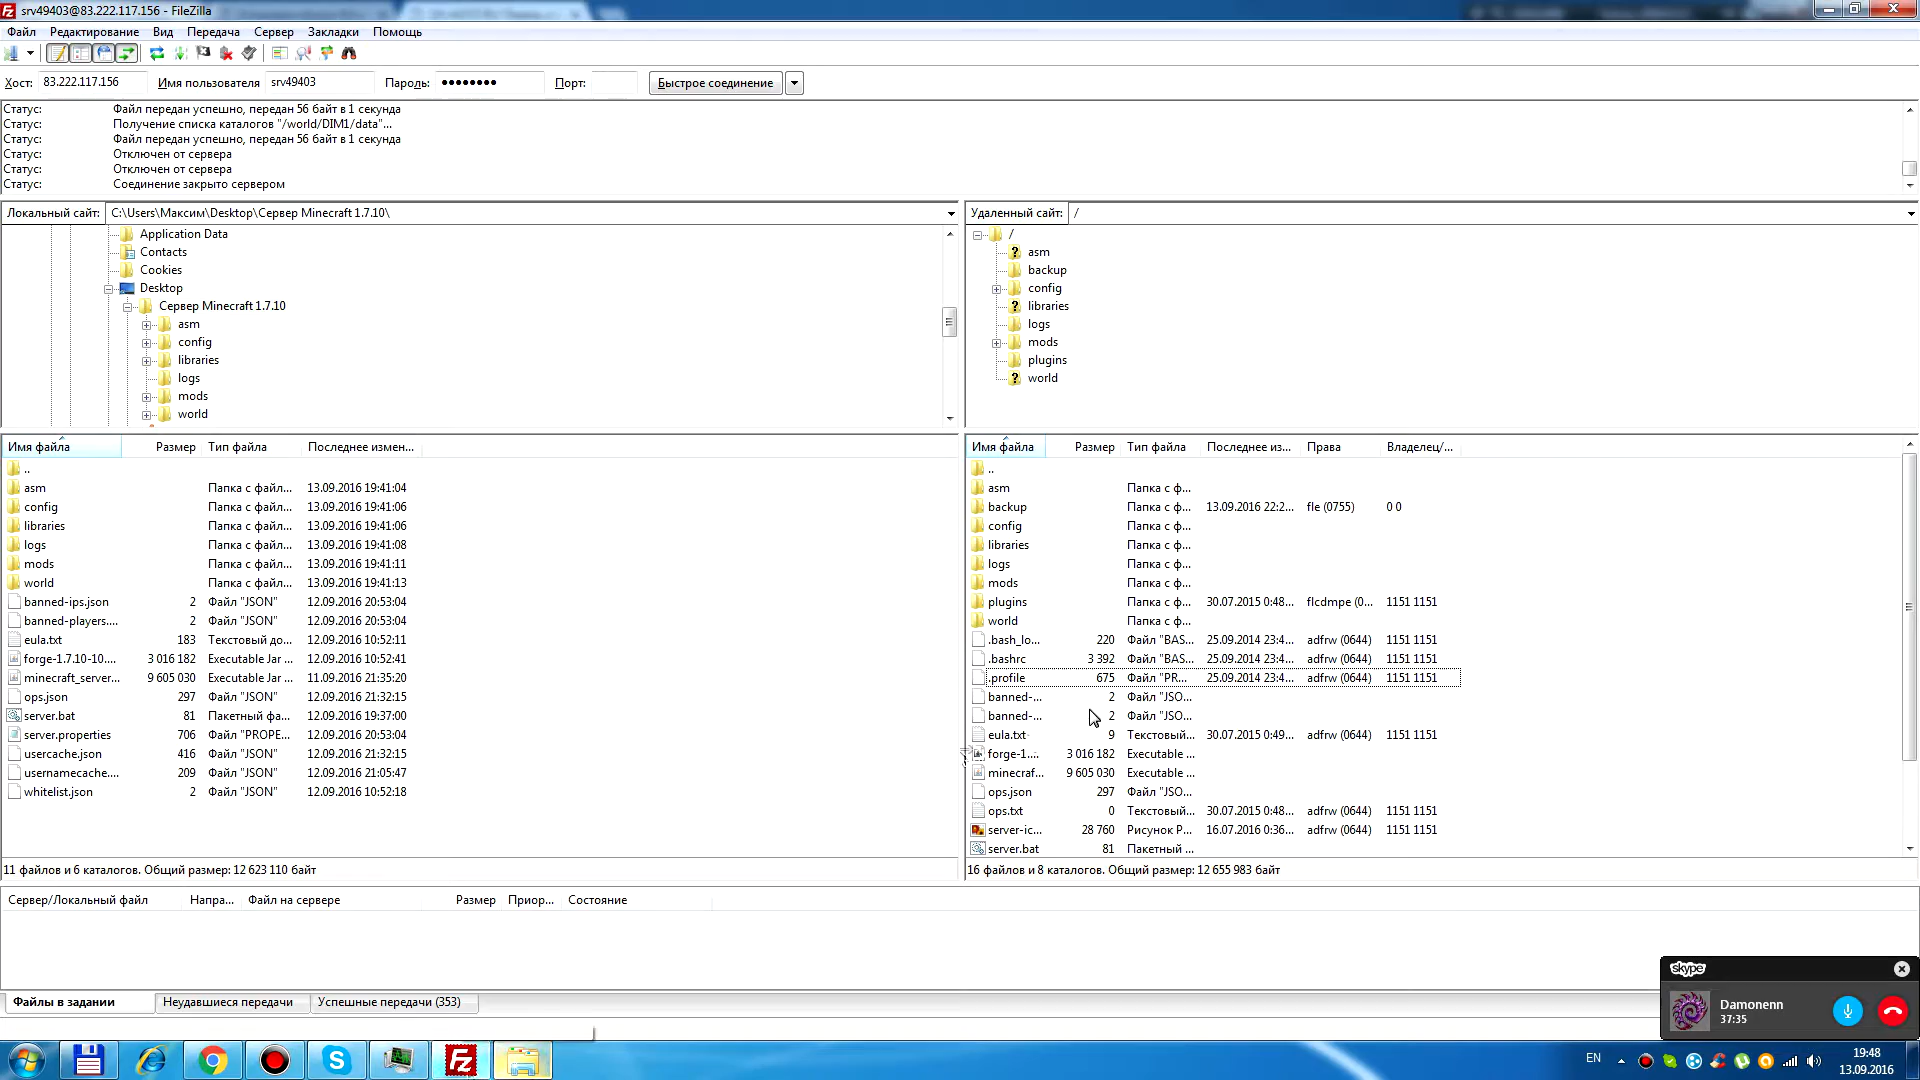 srv49403@83.222.117.156 - FileZilla
Файл Редактирование Вид Передача Сервер Закладки Помощь
Хост: 83.222.117.156 Имя пользователя srv49403 Пароль: ●●●●●●●● Порт: Быстрое соединение
Статус: Файл передан успешно, передан 56 байт в 1 секунда
Статус: Получение списка каталогов "/world/DIM1/data"...
Статус: Файл передан успешно, передан 56 байт в 1 секунда
Статус: Отключен от сервера
Статус: Отключен от сервера
Статус: Соединение закрыто сервером
Локальный сайт: C:\Users\Максим\Desktop\Сервер Minecraft 1.7.10\
Application Data
Contacts
Cookies
Desktop
Сервер Minecraft 1.7.10
asm
config
libraries
logs
mods
world
Удаленный сайт: /
/
asm
backup
config
libraries
logs
mods
plugins
world
Имя файла Размер Тип файла Последнее измен...
..
asm Папка с файл... 13.09.2016 19:41:04
config Папка с файл... 13.09.2016 19:41:06
libraries Папка с файл... 13.09.2016 19:41:06
logs Папка с файл... 13.09.2016 19:41:08
mods Папка с файл... 13.09.2016 19:41:11
world Папка с файл... 13.09.2016 19:41:13
banned-ips.json 2 Файл "JSON" 12.09.2016 20:53:04
banned-players.... 2 Файл "JSON" 12.09.2016 20:53:04
eula.txt 183 Текстовый до... 12.09.2016 10:52:11
forge-1.7.10-10.... 3 016 182 Executable Jar ... 12.09.2016 10:52:41
minecraft_server... 9 605 030 Executable Jar ... 11.09.2016 21:35:20
ops.json 297 Файл "JSON" 12.09.2016 21:32:15
server.bat 81 Пакетный фа... 12.09.2016 19:37:00
server.properties 706 Файл "PROPE... 12.09.2016 20:53:04
usercache.json 416 Файл "JSON" 12.09.2016 21:32:15
usernamecache.... 209 Файл "JSON" 12.09.2016 21:05:47
whitelist.json 2 Файл "JSON" 12.09.2016 10:52:18
11 файлов и 6 каталогов. Общий размер: 12 623 110 байт
Имя файла Размер Тип файла Последнее из... Права Владелец/...
..
asm Папка с ф...
backup Папка с ф... 13.09.2016 22:2... fle (0755) 0 0
config Папка с ф...
libraries Папка с ф...
logs Папка с ф...
mods Папка с ф...
plugins Папка с ф... 30.07.2015 0:48... flcdmpe (0... 1151 1151
world Папка с ф...
.bash_lo... 220 Файл "BAS... 25.09.2014 23:4... adfrw (0644) 1151 1151
.bashrc 3 392 Файл "BAS... 25.09.2014 23:4... adfrw (0644) 1151 1151
.profile 675 Файл "PR... 25.09.2014 23:4... adfrw (0644) 1151 1151
banned-... 2 Файл "JSO...
banned-... 2 Файл "JSO...
eula.txt 9 Текстовый... 30.07.2015 0:49... adfrw (0644) 1151 1151
forge-1.... 3 016 182 Executable ...
minecraf... 9 605 030 Executable ...
ops.json 297 Файл "JSO...
ops.txt 0 Текстовый... 30.07.2015 0:48... adfrw (0644) 1151 1151
server-ic... 28 760 Рисунок P... 16.07.2016 0:36... adfrw (0644) 1151 1151
server.bat 81 Пакетный ...
16 файлов и 8 каталогов. Общий размер: 12 655 983 байт
Сервер/Локальный файл Напра... Файл на сервере Размер Приор... Состояние
Файлы в задании Неудавшиеся передачи Успешные передачи (353)
skype
Damonenn
37:35
EN 19:48
13.09.2016